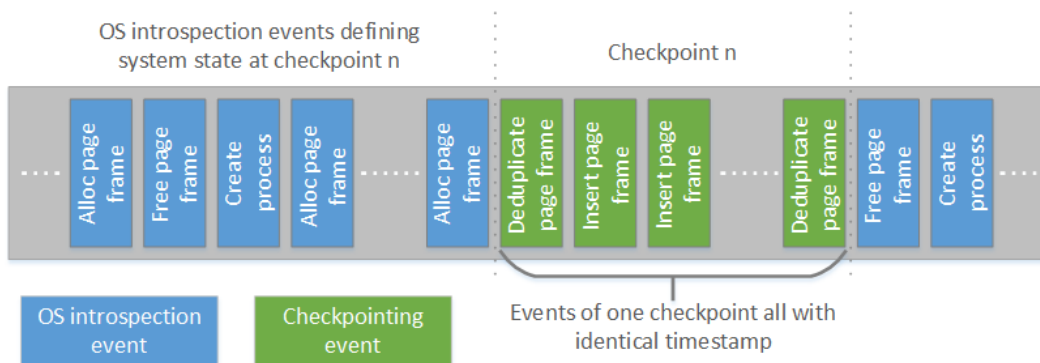 OS introspection events defining
system state at checkpoint n
Checkpoint n
Alloc page
frame
Free page
frame
Create
process
Alloc page
frame
Alloc page
frame
Deduplicate
page frame
Insert page
frame
Insert page
frame
Deduplicate
page frame
Free page
frame
Create
process
OS introspection
event
Checkpointing
event
Events of one checkpoint all with
identical timestamp